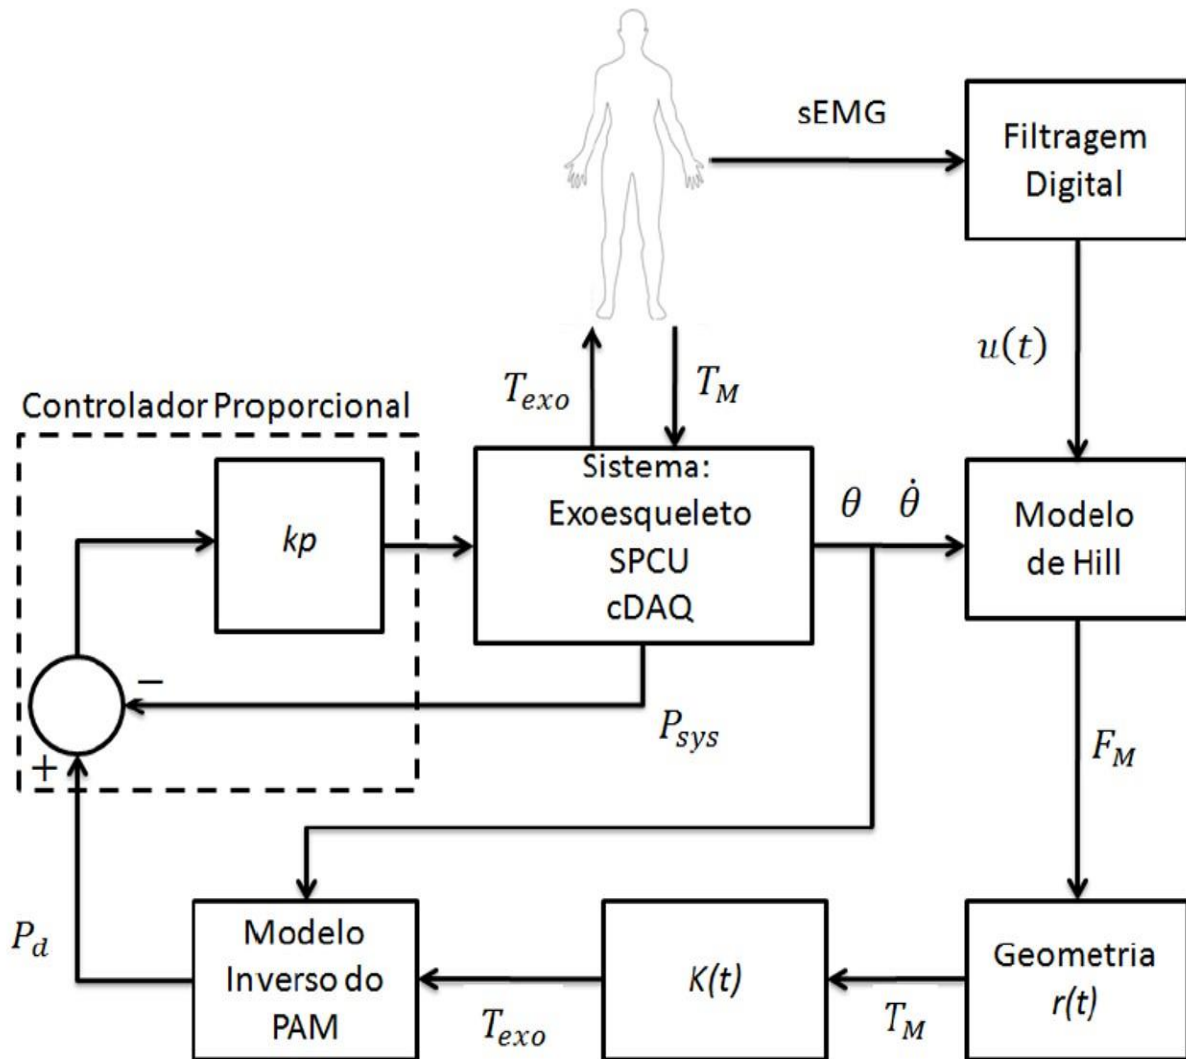 sEMG
Filtragem
Digital
u(t)
T_exo
T_M
Controlador Proporcional
kp
Sistema:
Exoesqueleto
SPCU
cDAQ
θ θ̇
Modelo
de Hill
−
+
P_sys
F_M
P_d
Modelo
Inverso do
PAM
T_exo
K(t)
T_M
Geometria
r(t)